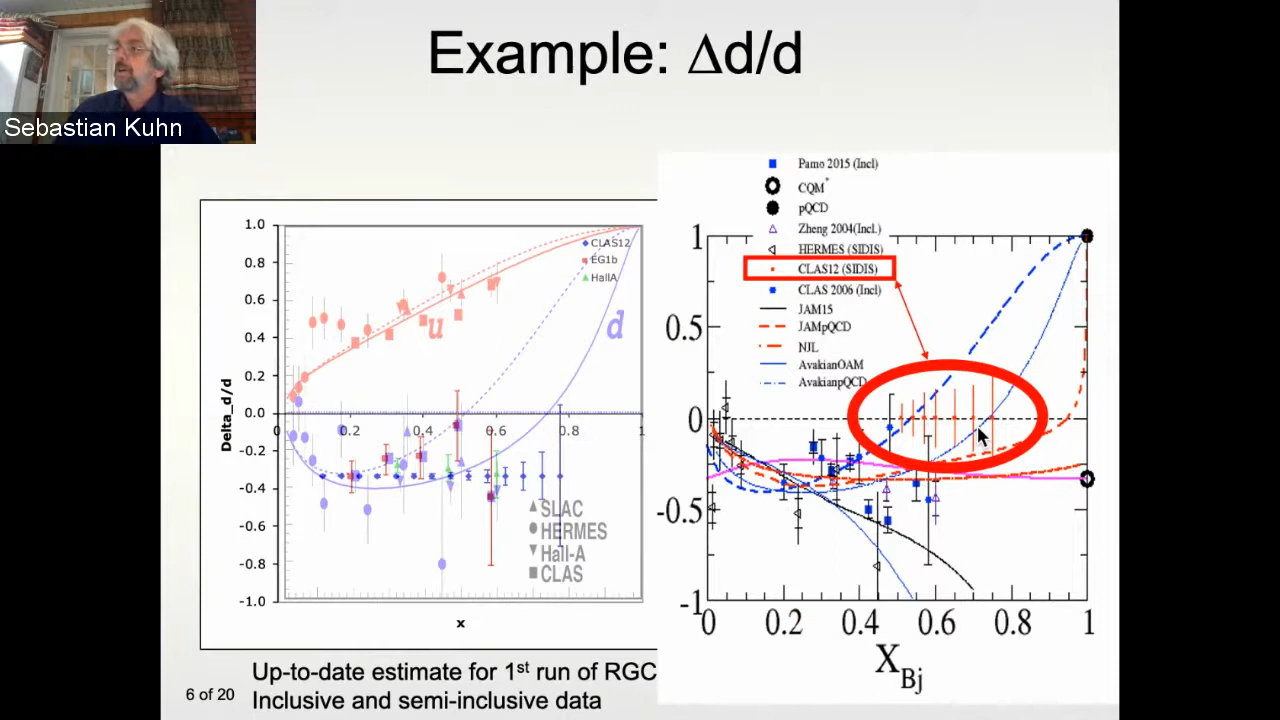 Example: Δd/d
Sebastian Kuhn
1.0
0.8
0.6
0.4
0.2
0.0
-0.2
-0.4
-0.6
-0.8
-1.0
Delta_d/d
0
0.2
0.4
0.6
0.8
1
x
CLAS12
EG1b
HallA
u
d
SLAC
HERMES
Hall-A
CLAS
Pamo 2015 (Incl)
CQM*
pQCD
Zheng 2004(Incl.)
HERMES (SIDIS)
CLAS12 (SIDIS)
CLAS 2006 (Incl)
JAM15
JAMpQCD
NJL
AvakianOAM
AvakianpQCD
1
0.5
0
-0.5
-1
0
0.2
0.4
0.6
0.8
1
XBj
Up-to-date estimate for 1st run of RGC
Inclusive and semi-inclusive data
6 of 20